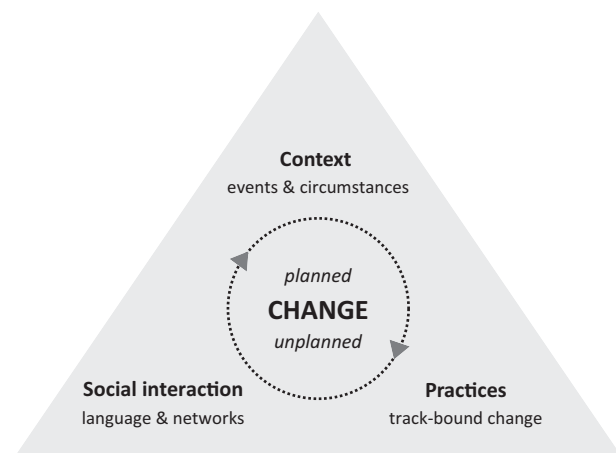 Context
events & circumstances
planned
CHANGE
unplanned
Social interaction
language & networks
Practices
track-bound change